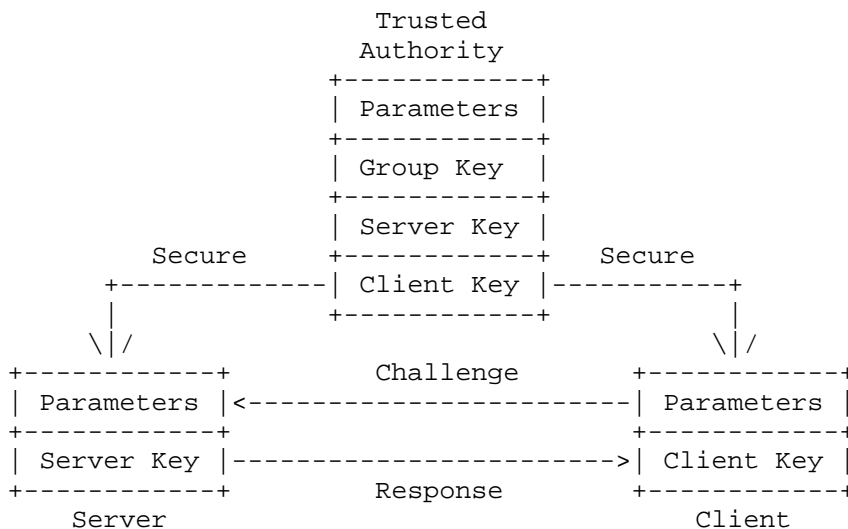 Trusted
Authority
+-------------+
| Parameters |
+-------------+
| Group Key |
+-------------+
| Server Key |
Secure +-------------+ Secure
+--------------| Client Key |-----------+
| +-------------+ |
\|/ \|/
+------------+ Challenge +------------+
| Parameters |<-------------------------| Parameters |
+------------+ +------------+
| Server Key |------------------------->| Client Key |
+------------+ Response +------------+
Server Client